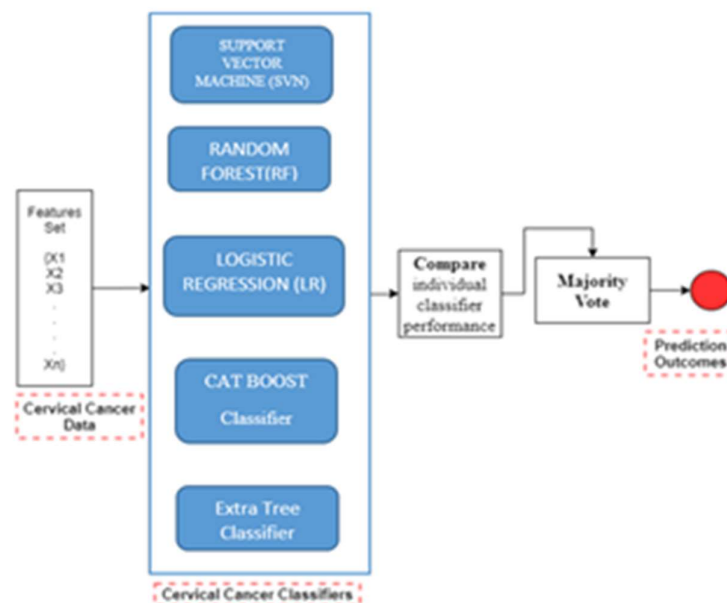 Features
Set
(X1
X2
X3
.
.
.
.
Xn)
Cervical Cancer
Data
SUPPORT
VECTOR
MACHINE (SVN)
RANDOM
FOREST(RF)
LOGISTIC
REGRESSION (LR)
CAT BOOST
Classifier
Extra Tree
Classifier
Cervical Cancer Classifiers
Compare
individual
classifier
performance
Majority
Vote
Prediction
Outcomes